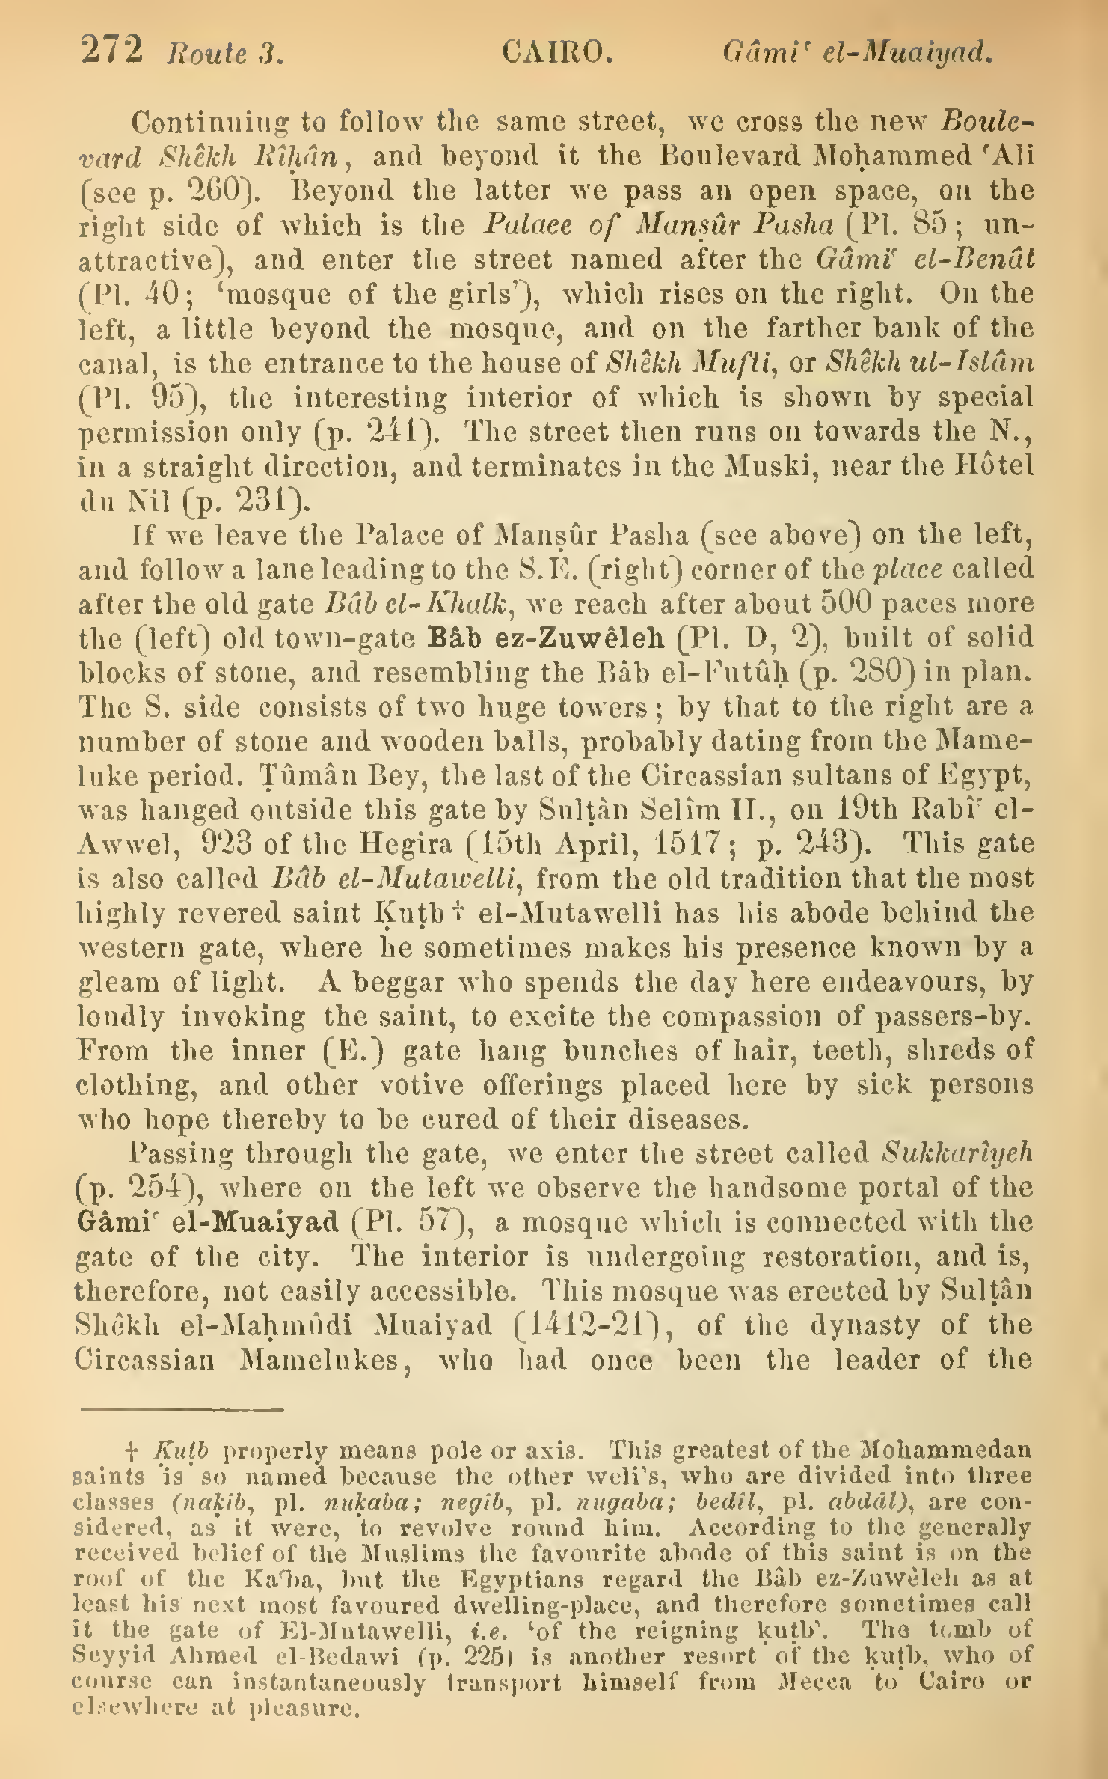 272 Route 3. CAIRO. Gâmiʿ el-Muaiyad.
Continuing to follow the same street, we cross the new Boule-
vard Shêkh Rîḥân, and beyond it the Boulevard Moḥammed ʿAli
(see p. 260). Beyond the latter we pass an open space, on the
right side of which is the Palace of Manṣûr Pasha (Pl. 85; un-
attractive), and enter the street named after the Gâmiʿ el-Benât
(Pl. 40; ‘mosque of the girls’), which rises on the right. On the
left, a little beyond the mosque, and on the farther bank of the
canal, is the entrance to the house of Shêkh Mufti, or Shêkh ul-Islâm
(Pl. 95), the interesting interior of which is shown by special
permission only (p. 241). The street then runs on towards the N.,
in a straight direction, and terminates in the Muski, near the Hôtel
du Nil (p. 231).
If we leave the Palace of Manṣûr Pasha (see above) on the left,
and follow a lane leading to the S.E. (right) corner of the place called
after the old gate Bâb el-Khalk, we reach after about 500 paces more
the (left) old town-gate Bâb ez-Zuwêleh (Pl. D, 2), built of solid
blocks of stone, and resembling the Bâb el-Futûḥ (p. 280) in plan.
The S. side consists of two huge towers; by that to the right are a
number of stone and wooden balls, probably dating from the Mame-
luke period. Ṭûmân Bey, the last of the Circassian sultans of Egypt,
was hanged outside this gate by Sulṭân Selîm II., on 19th Rabîʿ el-
Awwel, 923 of the Hegira (15th April, 1517; p. 243). This gate
is also called Bâb el-Mutawelli, from the old tradition that the most
highly revered saint Ḳuṭb † el-Mutawelli has his abode behind the
western gate, where he sometimes makes his presence known by a
gleam of light. A beggar who spends the day here endeavours, by
loudly invoking the saint, to excite the compassion of passers-by.
From the inner (E.) gate hang bunches of hair, teeth, shreds of
clothing, and other votive offerings placed here by sick persons
who hope thereby to be cured of their diseases.
Passing through the gate, we enter the street called Sukkarîyeh
(p. 254), where on the left we observe the handsome portal of the
Gâmiʿ el-Muaiyad (Pl. 57), a mosque which is connected with the
gate of the city. The interior is undergoing restoration, and is,
therefore, not easily accessible. This mosque was erected by Sulṭân
Shêkh el-Maḥmûdi Muaiyad (1412-21), of the dynasty of the
Circassian Mamelukes, who had once been the leader of the
† Ḳuṭb properly means pole or axis. This greatest of the Mohammedan
saints is so named because the other weli's, who are divided into three
classes (naḳîb, pl. nuḳaba; negîb, pl. nugaba; bedîl, pl. abdâl), are con-
sidered, as it were, to revolve round him. According to the generally
received belief of the Muslims the favourite abode of this saint is on the
roof of the Kaʿba, but the Egyptians regard the Bâb ez-Zuwêleh as at
least his next most favoured dwelling-place, and therefore sometimes call
it the gate of El-Mutawelli, i.e. ‘of the reigning ḳuṭb’. The tomb of
Seyyid Ahmed el-Bedawi (p. 225) is another resort of the ḳuṭb, who of
course can instantaneously transport himself from Mecca to Cairo or
elsewhere at pleasure.